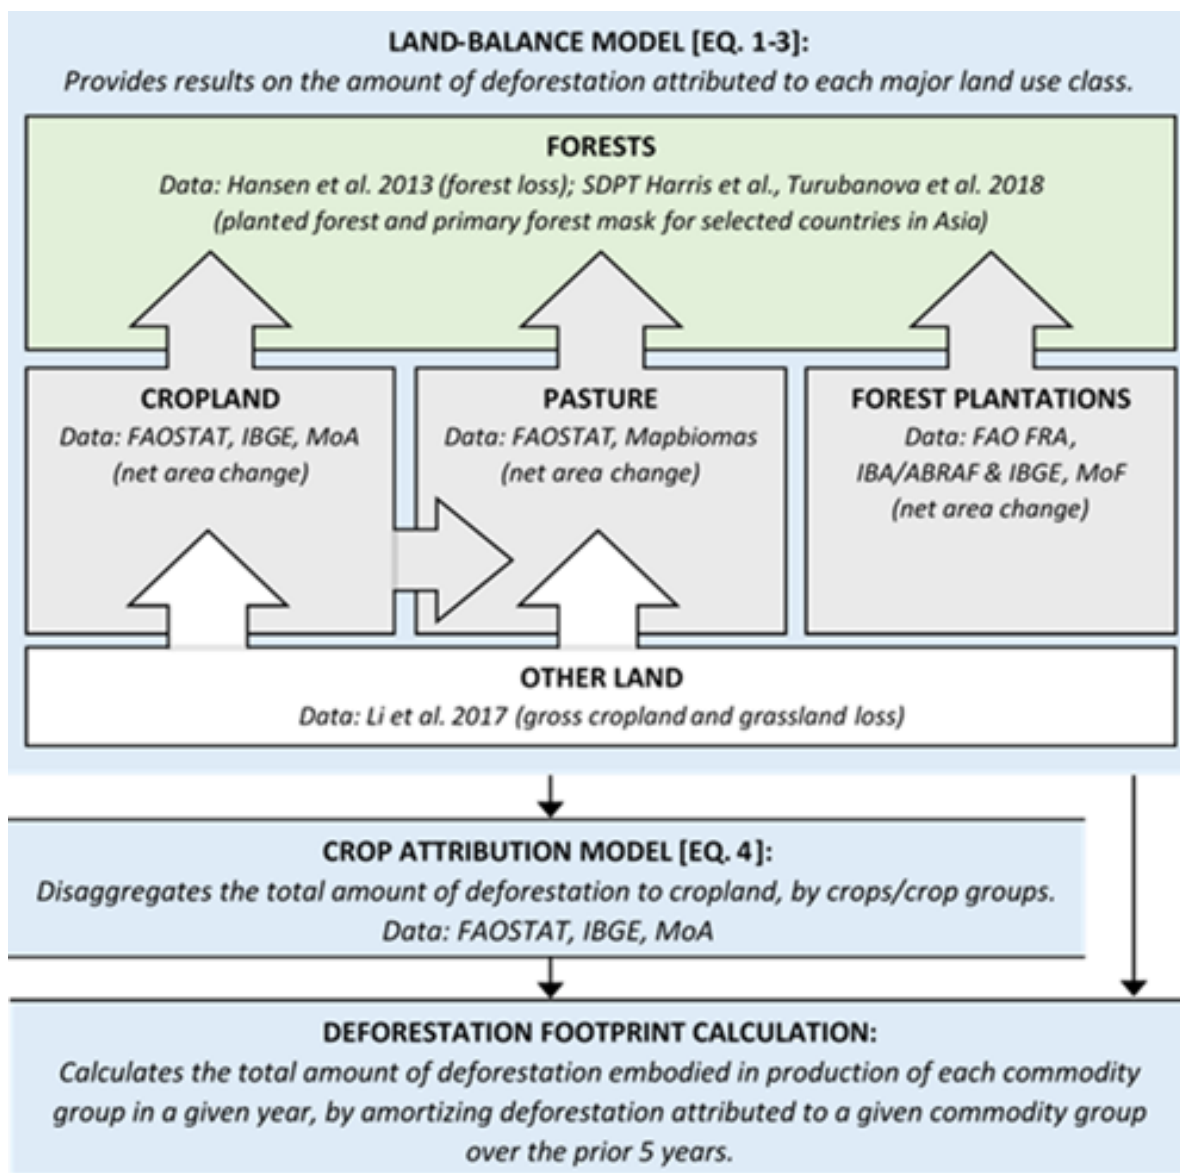 LAND-BALANCE MODEL [EQ. 1-3]:
Provides results on the amount of deforestation attributed to each major land use class.
FORESTS
Data: Hansen et al. 2013 (forest loss); SDPT Harris et al., Turubanova et al. 2018
(planted forest and primary forest mask for selected countries in Asia)
CROPLAND
Data: FAOSTAT, IBGE, MoA
(net area change)
PASTURE
Data: FAOSTAT, Mapbiomas
(net area change)
FOREST PLANTATIONS
Data: FAO FRA,
IBA/ABRAF & IBGE, MoF
(net area change)
OTHER LAND
Data: Li et al. 2017 (gross cropland and grassland loss)
CROP ATTRIBUTION MODEL [EQ. 4]:
Disaggregates the total amount of deforestation to cropland, by crops/crop groups.
Data: FAOSTAT, IBGE, MoA
DEFORESTATION FOOTPRINT CALCULATION:
Calculates the total amount of deforestation embodied in production of each commodity
group in a given year, by amortizing deforestation attributed to a given commodity group
over the prior 5 years.